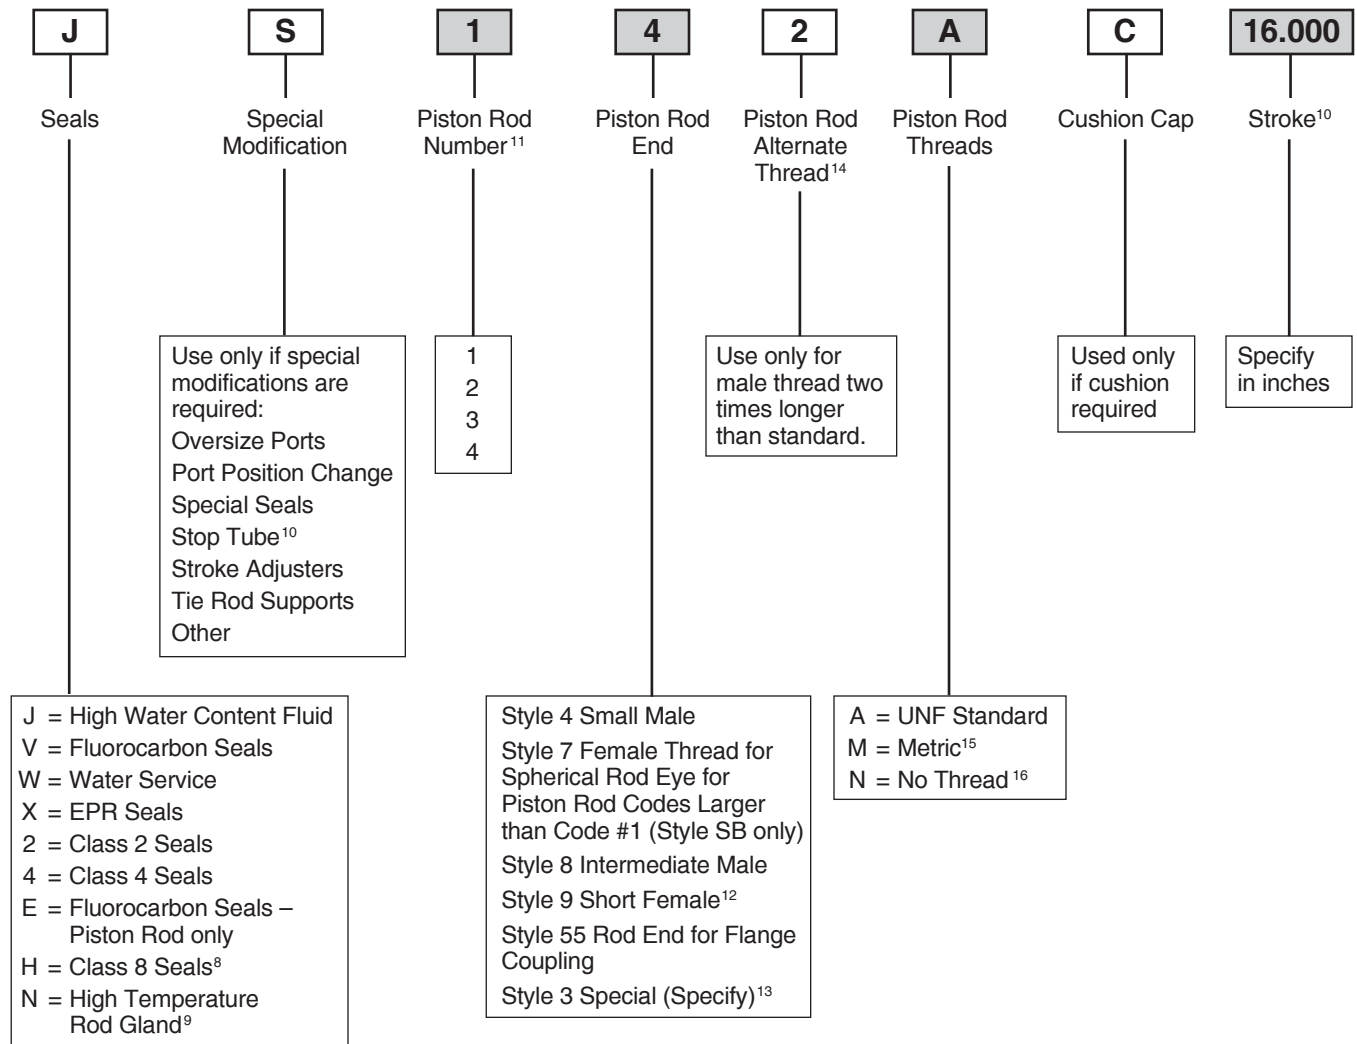 J S 1 4 2 A C 16.000
Seals
Special
Modification
Piston Rod
Number11
Piston Rod
End
Piston Rod
Alternate
Thread14
Piston Rod
Threads
Cushion Cap
Stroke10
Use only if special
modifications are
required:
Oversize Ports
Port Position Change
Special Seals
Stop Tube10
Stroke Adjusters
Tie Rod Supports
Other
1
2
3
4
Use only for
male thread two
times longer
than standard.
Used only
if cushion
required
Specify
in inches
J = High Water Content Fluid
V = Fluorocarbon Seals
W = Water Service
X = EPR Seals
2 = Class 2 Seals
4 = Class 4 Seals
E = Fluorocarbon Seals –
Piston Rod only
H = Class 8 Seals8
N = High Temperature
Rod Gland9
Style 4 Small Male
Style 7 Female Thread for
Spherical Rod Eye for
Piston Rod Codes Larger
than Code #1 (Style SB only)
Style 8 Intermediate Male
Style 9 Short Female12
Style 55 Rod End for Flange
Coupling
Style 3 Special (Specify)13
A = UNF Standard
M = Metric15
N = No Thread16